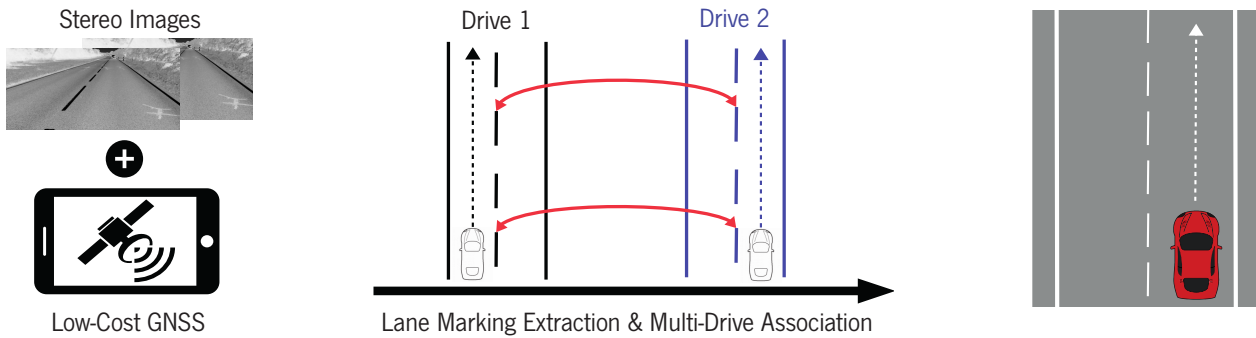 Stereo Images
Drive 1
Drive 2
Low-Cost GNSS
Lane Marking Extraction & Multi-Drive Association